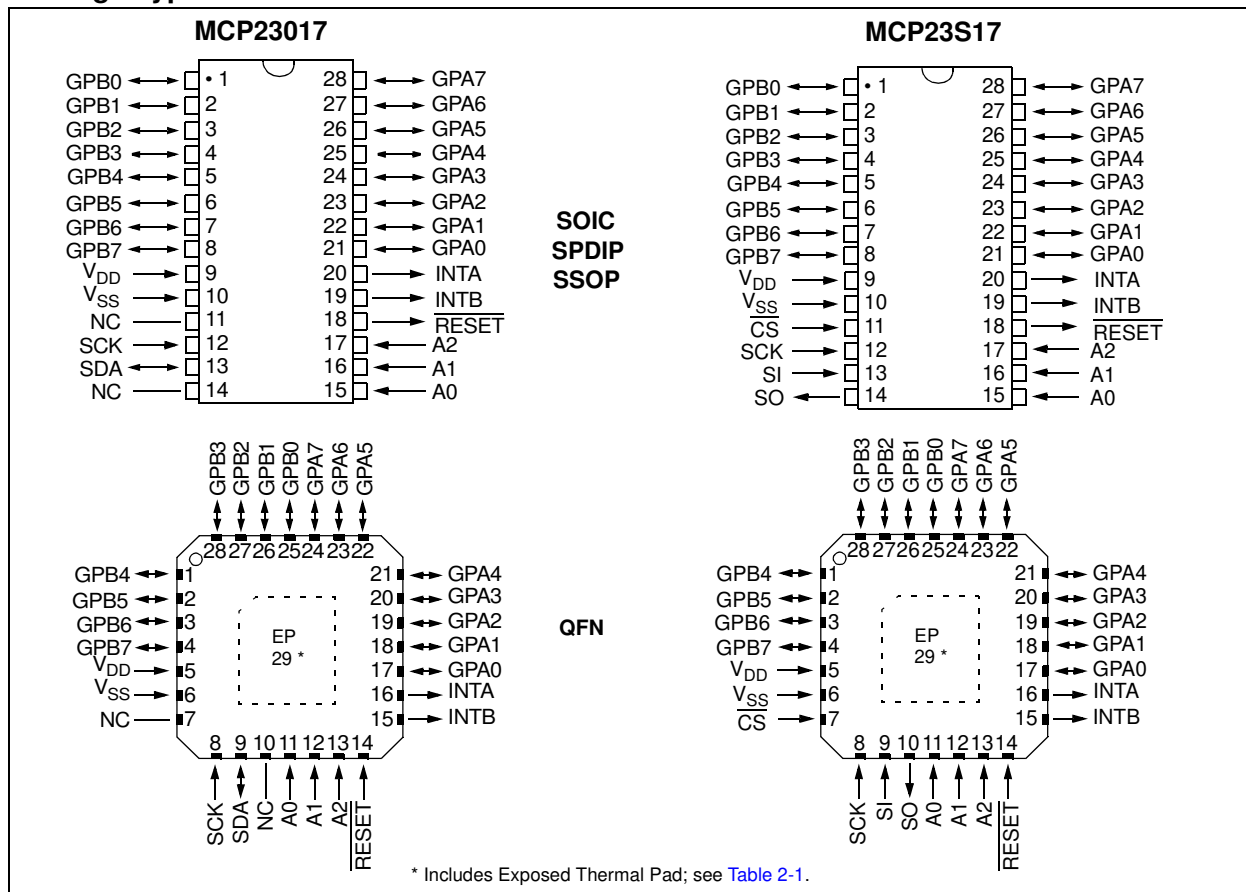 MCP23017
GPB0
GPB1
GPB2
GPB3
GPB4
GPB5
GPB6
GPB7
VDD
VSS
NC
SCK
SDA
NC
• 1
2
3
4
5
6
7
8
9
10
11
12
13
14
28
27
26
25
24
23
22
21
20
19
18
17
16
15
GPA7
GPA6
GPA5
GPA4
GPA3
GPA2
GPA1
GPA0
INTA
INTB
RESET
A2
A1
A0
SOIC
SPDIP
SSOP
MCP23S17
GPB0
GPB1
GPB2
GPB3
GPB4
GPB5
GPB6
GPB7
VDD
VSS
CS
SCK
SI
SO
• 1
2
3
4
5
6
7
8
9
10
11
12
13
14
28
27
26
25
24
23
22
21
20
19
18
17
16
15
GPA7
GPA6
GPA5
GPA4
GPA3
GPA2
GPA1
GPA0
INTA
INTB
RESET
A2
A1
A0
GPB3
GPB2
GPB1
GPB0
GPA7
GPA6
GPA5
28 27 26 25 24 23 22
GPB4
GPB5
GPB6
GPB7
VDD
VSS
NC
1
2
3
4
5
6
7
EP
29 *
21
20
19
18
17
16
15
GPA4
GPA3
GPA2
GPA1
GPA0
INTA
INTB
8 9 10 11 12 13 14
SCK
SDA
NC
A0
A1
A2
RESET
QFN
GPB3
GPB2
GPB1
GPB0
GPA7
GPA6
GPA5
28 27 26 25 24 23 22
GPB4
GPB5
GPB6
GPB7
VDD
VSS
CS
1
2
3
4
5
6
7
EP
29 *
21
20
19
18
17
16
15
GPA4
GPA3
GPA2
GPA1
GPA0
INTA
INTB
8 9 10 11 12 13 14
SCK
SI
SO
A0
A1
A2
RESET
* Includes Exposed Thermal Pad; see Table 2-1.